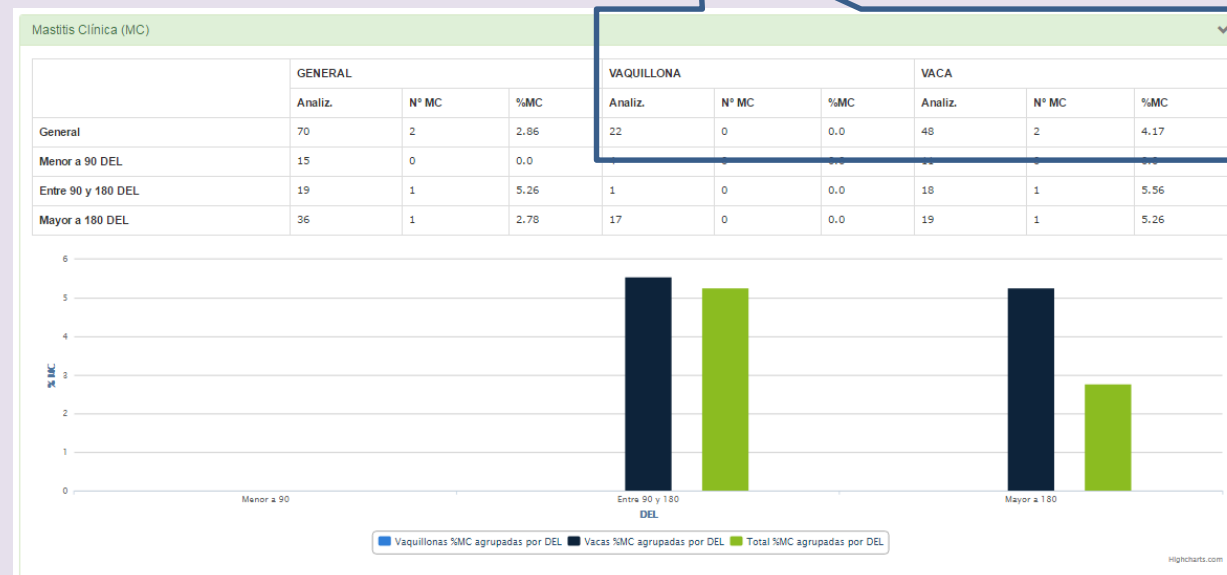 Mastitis Clínica (MC)
GENERAL VAQUILLONA VACA
Analiz. N° MC %MC Analiz. N° MC %MC Analiz. N° MC %MC
General 70 2 2.86 22 0 0.0 48 2 4.17
Menor a 90 DEL 15 0 0.0
Entre 90 y 180 DEL 19 1 5.26 1 0 0.0 18 1 5.56
Mayor a 180 DEL 36 1 2.78 17 0 0.0 19 1 5.26
6
5
4
3
2
1
0
% MC
Menor a 90 Entre 90 y 180 Mayor a 180
DEL
Vaquillonas %MC agrupadas por DEL Vacas %MC agrupadas por DEL Total %MC agrupadas por DEL
Highcharts.com